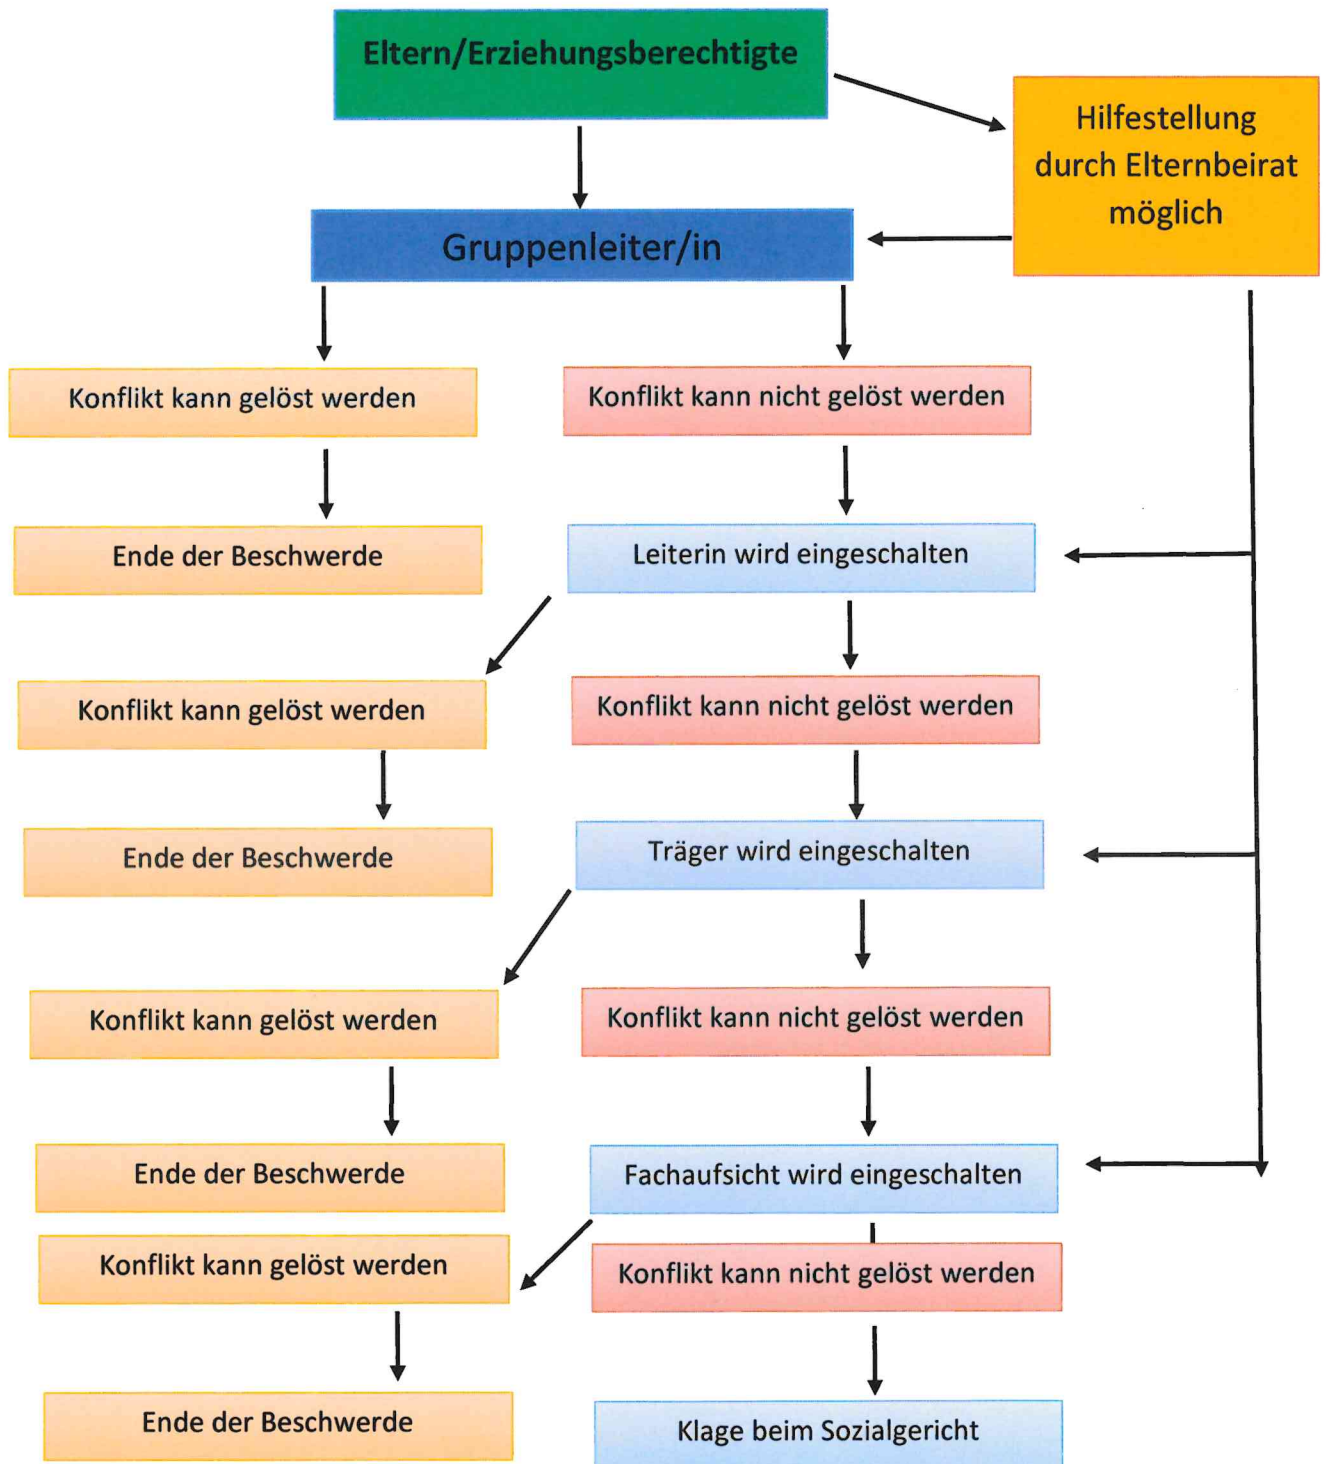 Eltern/Erziehungsberechtigte
Hilfestellung
durch Elternbeirat
möglich
Gruppenleiter/in
Konflikt kann gelöst werden
Konflikt kann nicht gelöst werden
Ende der Beschwerde
Leiterin wird eingeschalten
Konflikt kann gelöst werden
Konflikt kann nicht gelöst werden
Ende der Beschwerde
Träger wird eingeschalten
Konflikt kann gelöst werden
Konflikt kann nicht gelöst werden
Ende der Beschwerde
Fachaufsicht wird eingeschalten
Konflikt kann gelöst werden
Konflikt kann nicht gelöst werden
Ende der Beschwerde
Klage beim Sozialgericht